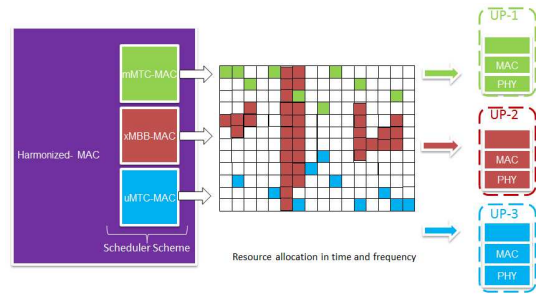 UP-1
mMTC-MAC
MAC
PHY
UP-2
xMBB-MAC
Harmonized- MAC
MAC
PHY
uMTC-MAC
UP-3
Scheduler Scheme
MAC
Resource allocation in time and frequency
PHY